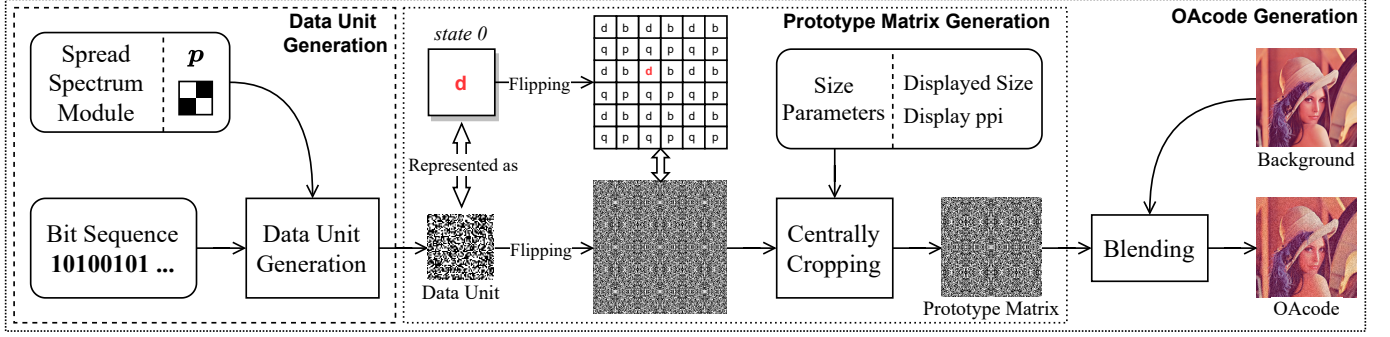 Data Unit
Generation
Spread
Spectrum
Module
p
Bit Sequence
10100101 ...
Data Unit
Generation
Prototype Matrix Generation
state 0
d
Flipping
d b d b d b
q p q p q p
d b d b d b
q p q p q p
d b d b d b
q p q p q p
Represented as
Data Unit
Flipping
Size
Parameters
Displayed Size
Display ppi
Centrally
Cropping
Prototype Matrix
OAcode Generation
Background
Blending
OAcode